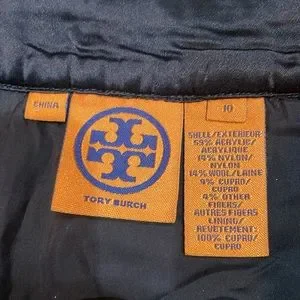 CHINA
TORY BURCH
10
SHELL/EXTERIEUR
59% ACRYLIC/
ACRYLIQUE
14% NYLON/
NYLON
14% WOOL/LAINE
9% CUPRO/
CUPRO
4% OTHER
FIBERS/
AUTRES FIBERS
LINING/
REVETEMENT:
100% CUPRO/
CUPRO